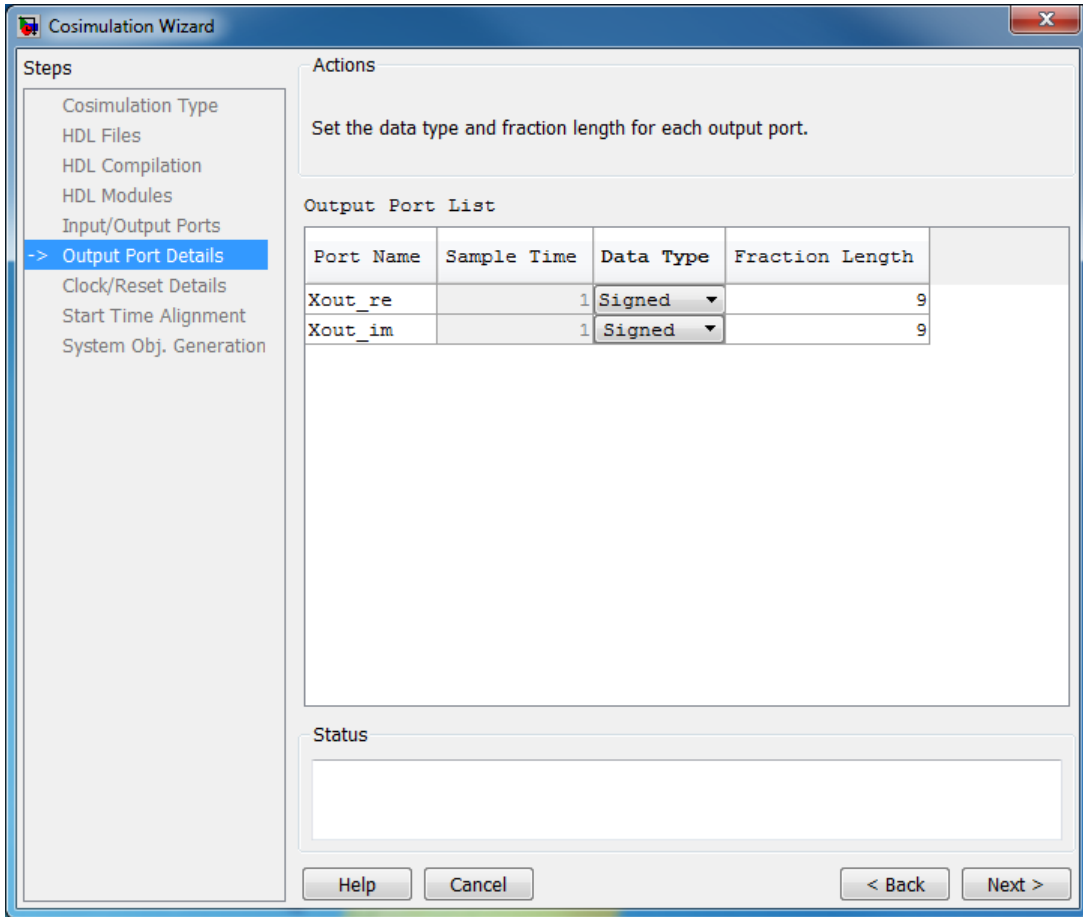 Cosimulation Wizard
x
Steps
Cosimulation Type
HDL Files
HDL Compilation
HDL Modules
Input/Output Ports
-> Output Port Details
Clock/Reset Details
Start Time Alignment
System Obj. Generation
Actions
Set the data type and fraction length for each output port.
Output Port List
Port Name Sample Time Data Type Fraction Length
Xout_re 1 Signed 9
Xout_im 1 Signed 9
Status
Help Cancel < Back Next >